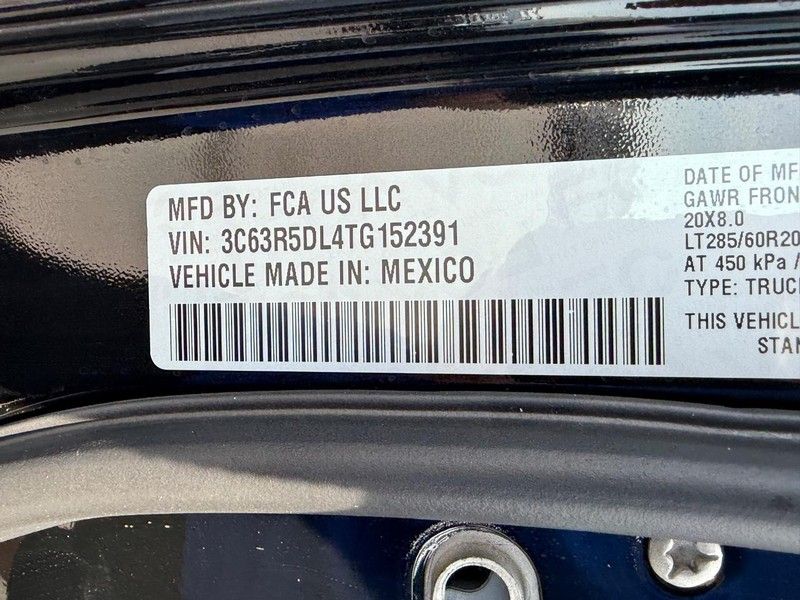 MFD BY: FCA US LLC
VIN: 3C63R5DL4TG152391
VEHICLE MADE IN: MEXICO
DATE OF MF
GAWR FRON
20X8.0
LT285/60R20
AT 450 kPa /
TYPE: TRUC
THIS VEHICL
STAN